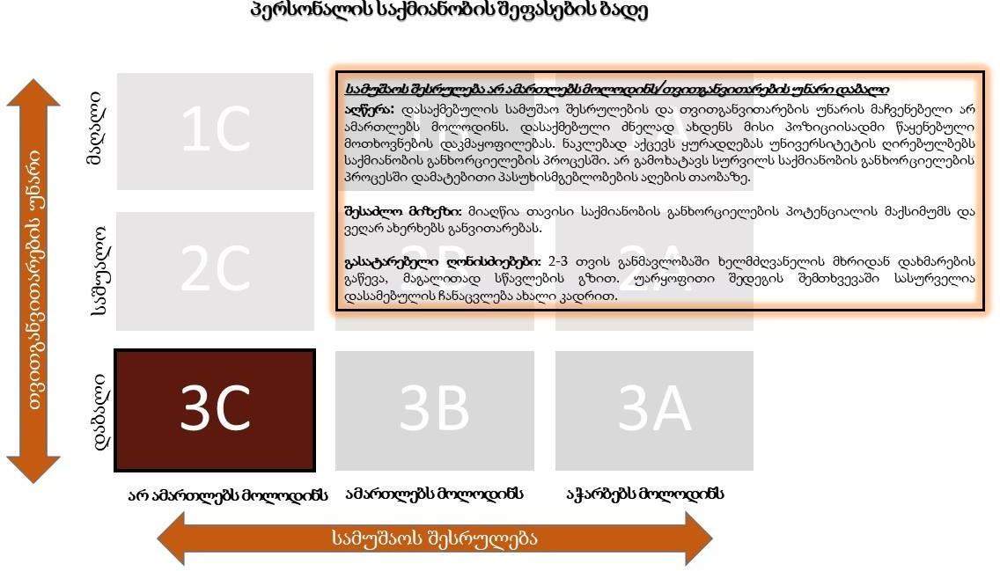 პერსონალის საქმიანობის შეფასების ბადე
სამუშაოს შესრულება არ ამართლებს მოლოდინს/თვითგანვითარების უნარი დაბალი
აღწერა: დასაქმებულის სამუშაო შესრულების და თვითგანვითარების უნარის მაჩვენებელი არ
ამართლებს მოლოდინს. დასაქმებული ძნელად ახდენს მისი პოზიციისადმი წაყენებული
მოთხოვნების დაკმაყოფილებას. ნაკლებად აქცევს ყურადღებას უნივერსიტეტის ღირებულებებს
საქმიანობის განხორციელების პროცესში. არ გამოხატავს სურვილს საქმიანობის განხორციელების
პროცესში დამატებითი პასუხისმგებლობების აღების თაობაზე.
შესაძლო მიზეზი: მიაღწია თავისი საქმიანობის განხორციელების პოტენციალის მაქსიმუმს და
ვეღარ ახერხებს განვითარებას.
გასატარებელი ღონისძიებები: 2-3 თვის განმავლობაში ხელმძღვანელის მხრიდან დახმარების
გაწევა, მაგალითად სწავლების გზით. უარყოფითი შედეგის შემთხვევაში სასურველია
დასამებულის ჩანაცვლება ახალი კადრით.
თვითგანვითარების უნარი
მაღალი
1C
1B
1A
საშუალო
2C
2B
2A
დაბალი
3C
3B
3A
არ ამართლებს მოლოდინს
ამართლებს მოლოდინს
აჭარბებს მოლოდინს
სამუშაოს შესრულება